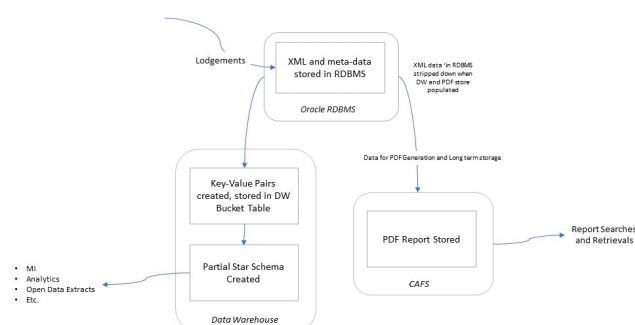 Lodgements
XML and meta-data
stored in RDBMS
Oracle RDBMS
XML data 'in RDBMS
stripped down when
DW and PDF store
populated
Data for PDF Generation and Long term storage
Key-Value Pairs
created, stored in DW
Bucket Table
Partial Star Schema
Created
Data Warehouse
PDF Report Stored
CAFS
Report Searches
and Retrievals
• MI
• Analytics
• Open Data Extracts
• Etc.